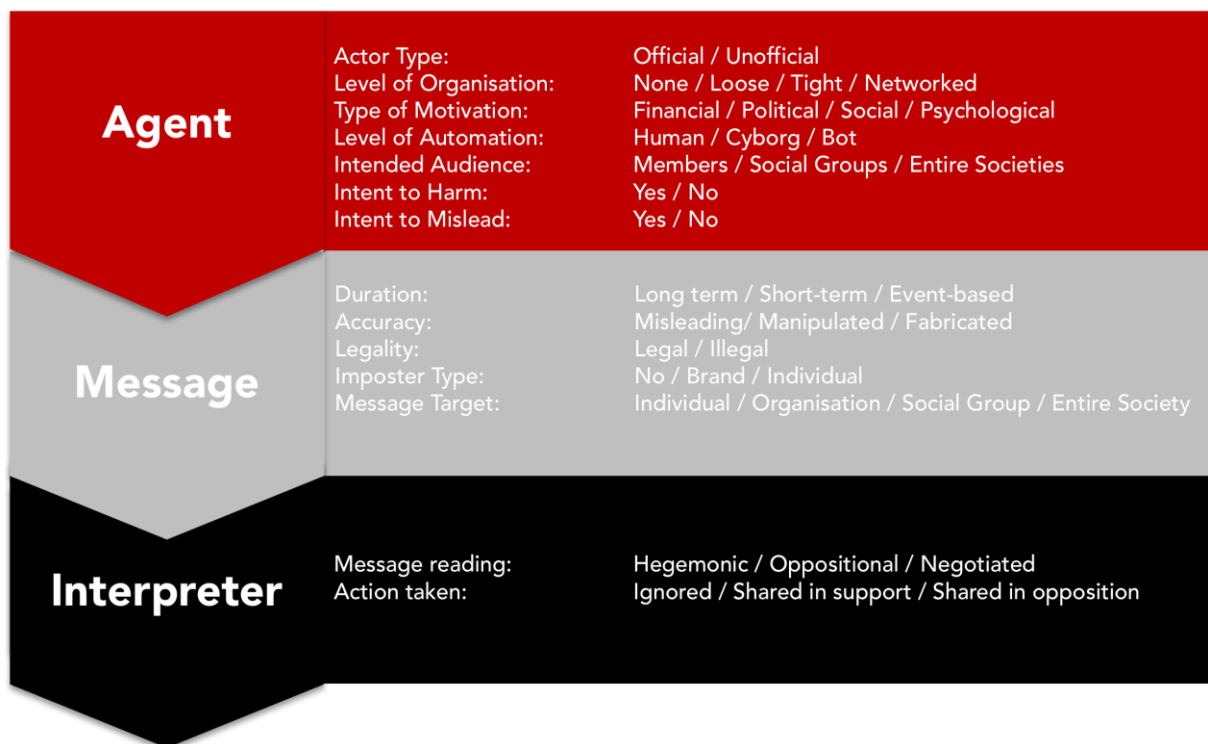 Agent
Actor Type: Official / Unofficial
Level of Organisation: None / Loose / Tight / Networked
Type of Motivation: Financial / Political / Social / Psychological
Level of Automation: Human / Cyborg / Bot
Intended Audience: Members / Social Groups / Entire Societies
Intent to Harm: Yes / No
Intent to Mislead: Yes / No
Message
Duration: Long term / Short-term / Event-based
Accuracy: Misleading/ Manipulated / Fabricated
Legality: Legal / Illegal
Imposter Type: No / Brand / Individual
Message Target: Individual / Organisation / Social Group / Entire Society
Interpreter
Message reading: Hegemonic / Oppositional / Negotiated
Action taken: Ignored / Shared in support / Shared in opposition